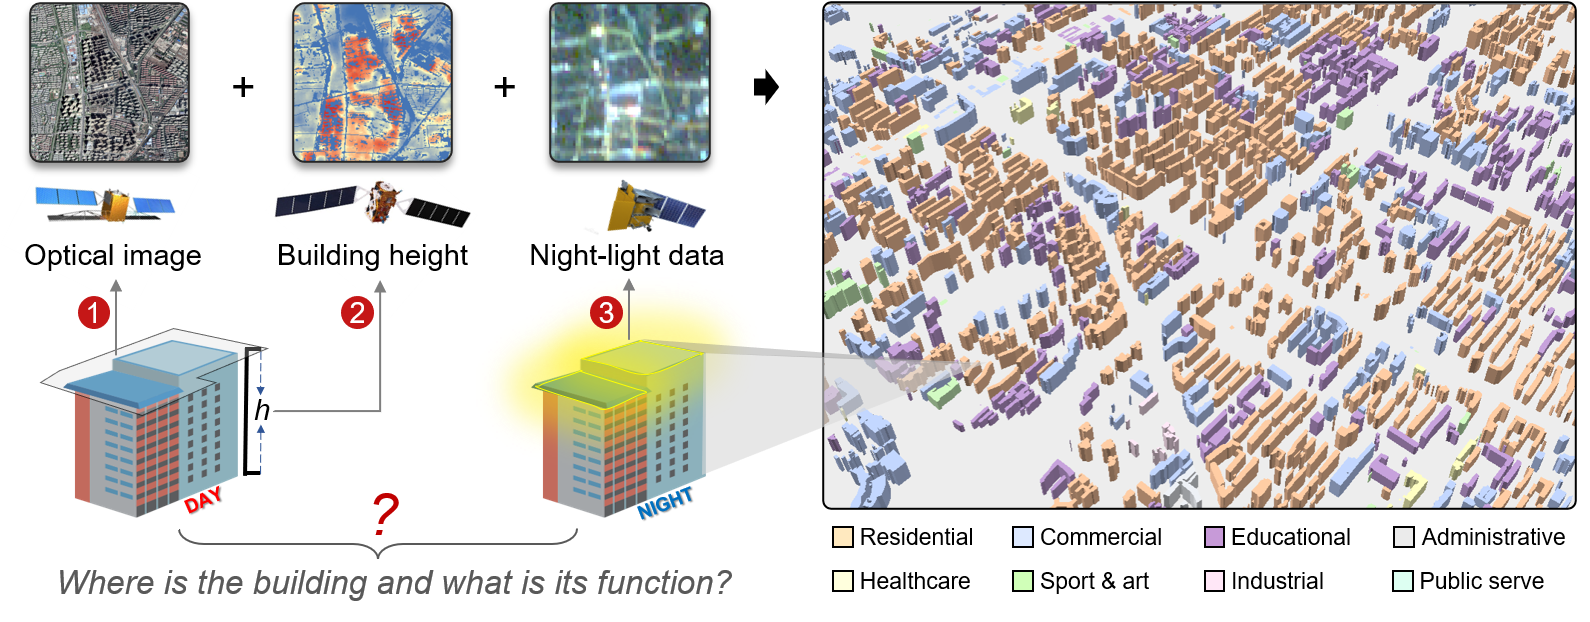 + +
Optical image Building height Night-light data
1 2 3
h
DAY NIGHT
?
Where is the building and what is its function?
Residential Commercial Educational Administrative
Healthcare Sport & art Industrial Public serve